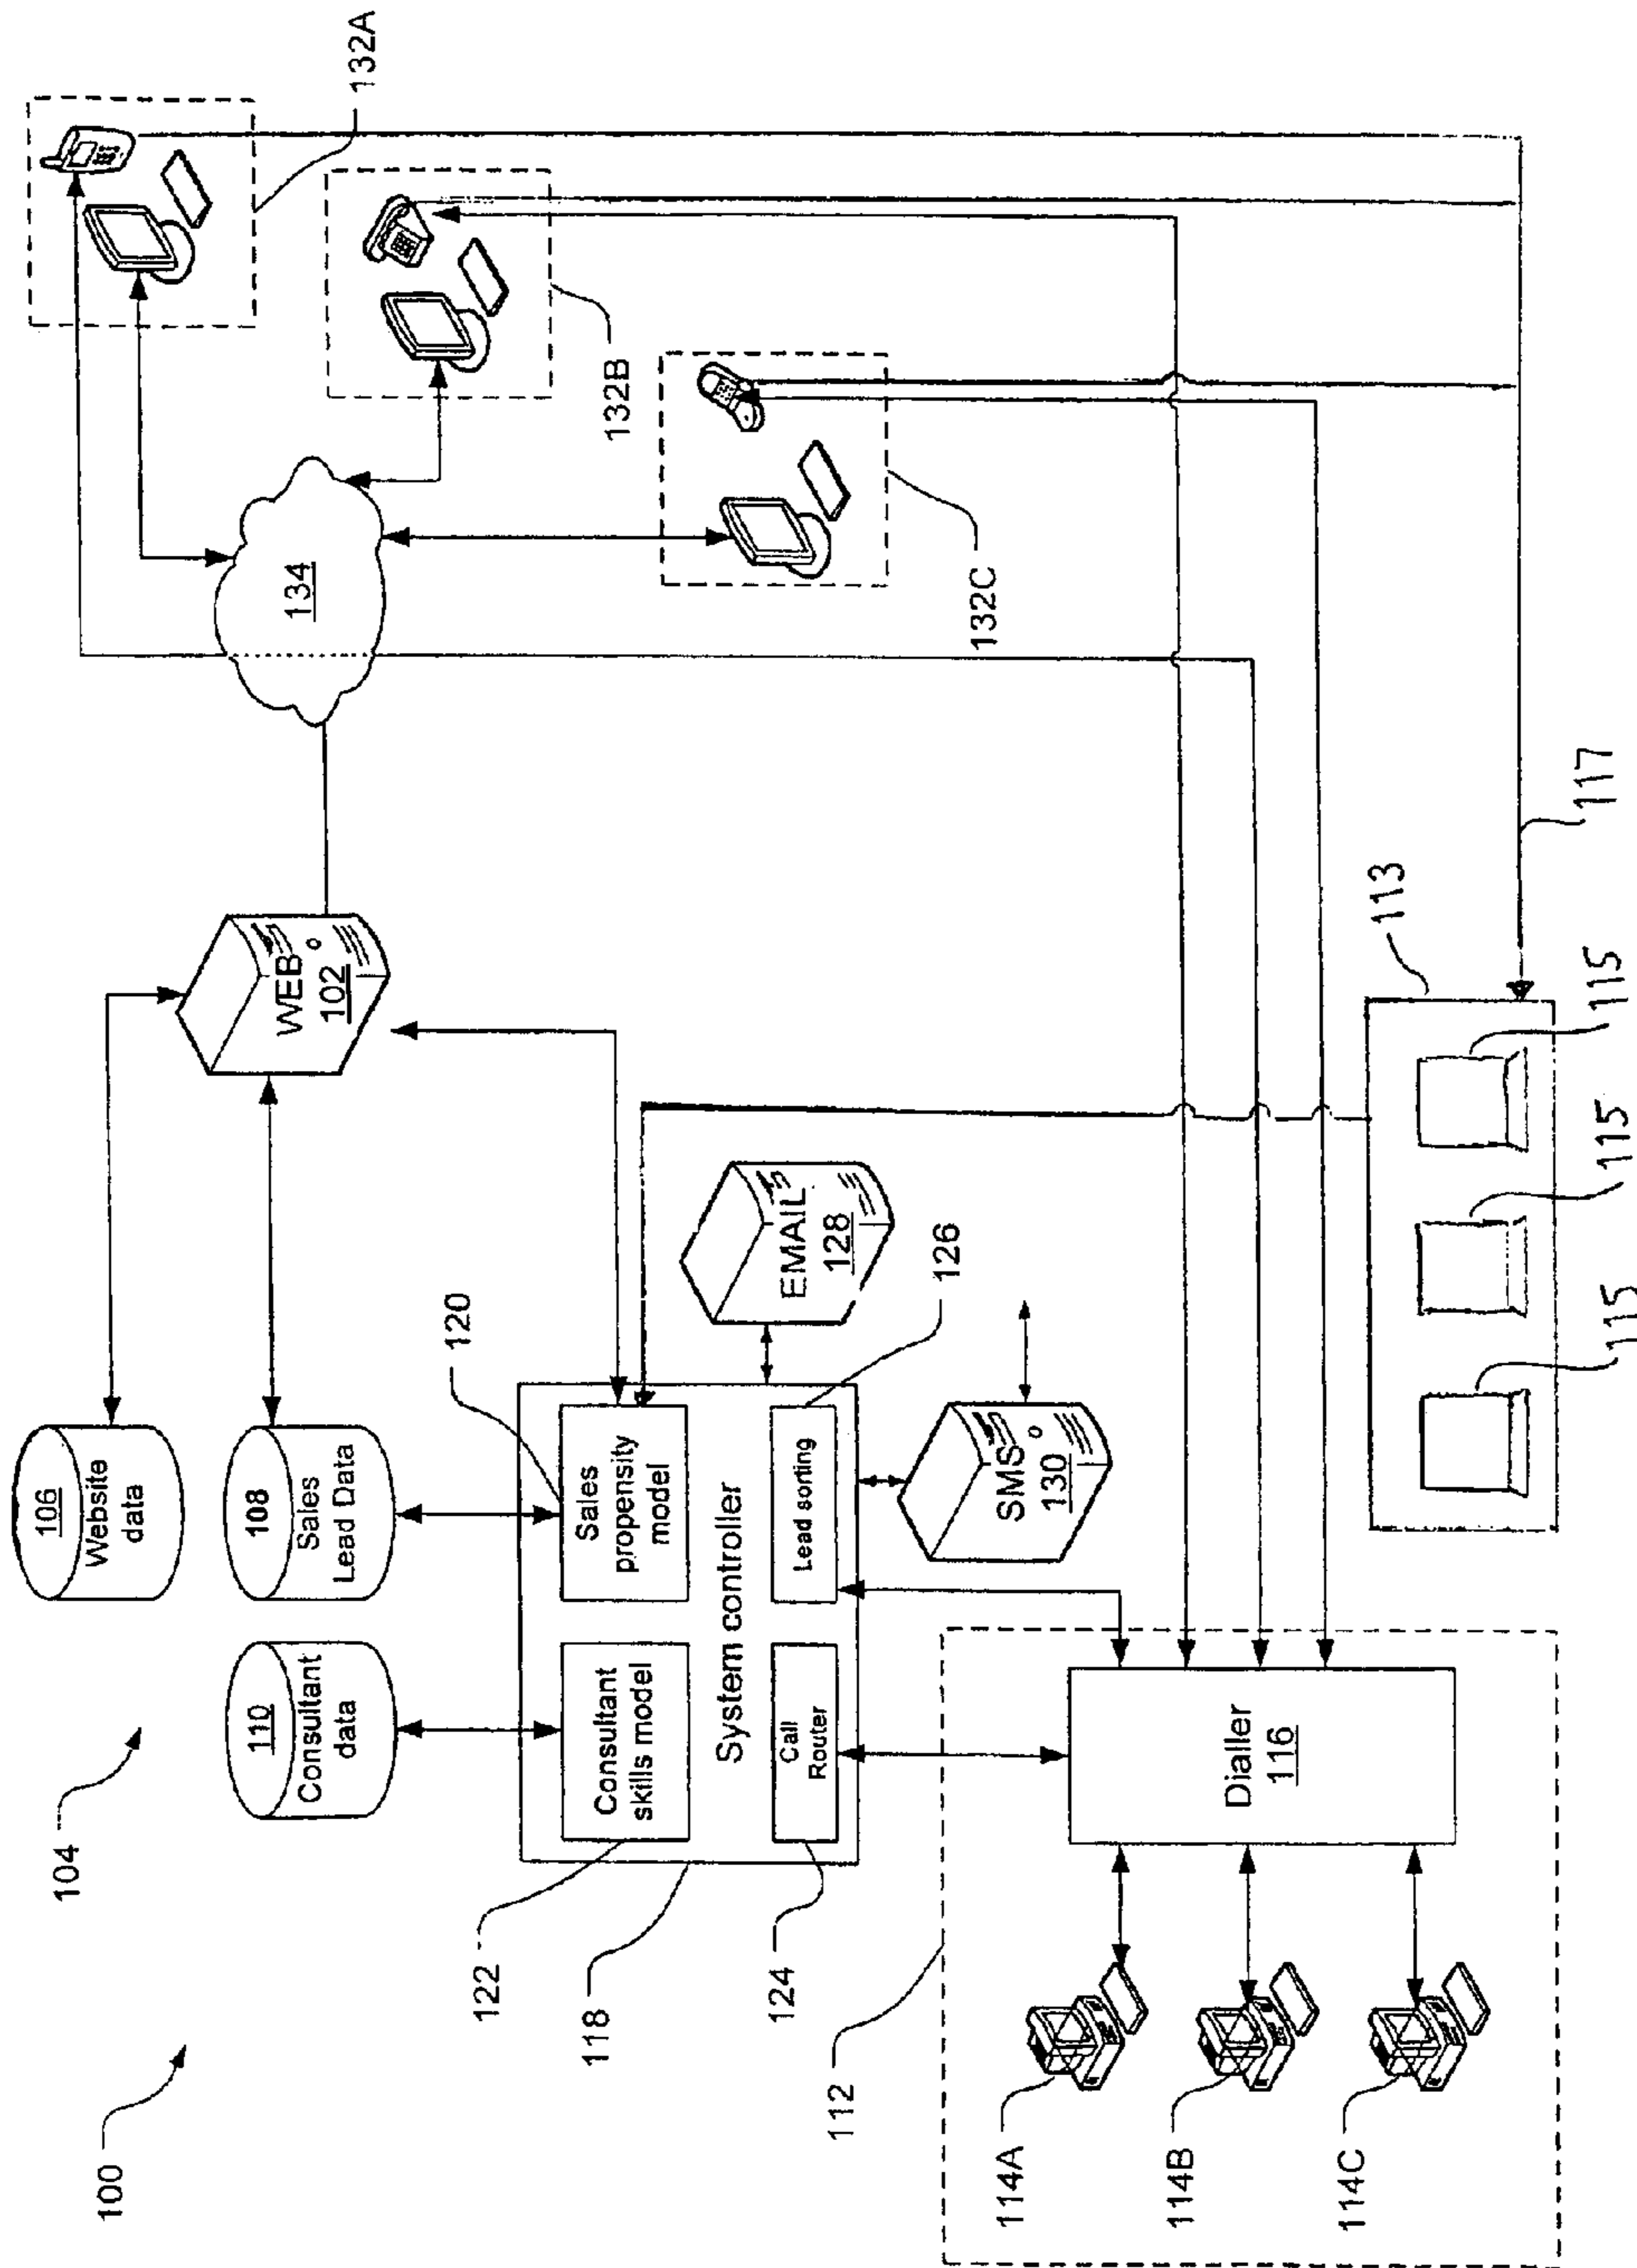 100
104
110
Consultant
data
108
Sales
Lead Data
106
Website
data
122
Consultant
skills model
120
Sales
propensity
model
System controller
118
124
Call
Router
Lead sorting
126
WEB
102
EMAIL
128
SMS
130
134
132A
132B
132C
112
114A
114B
114C
Dialler
116
113
115
115
115
117